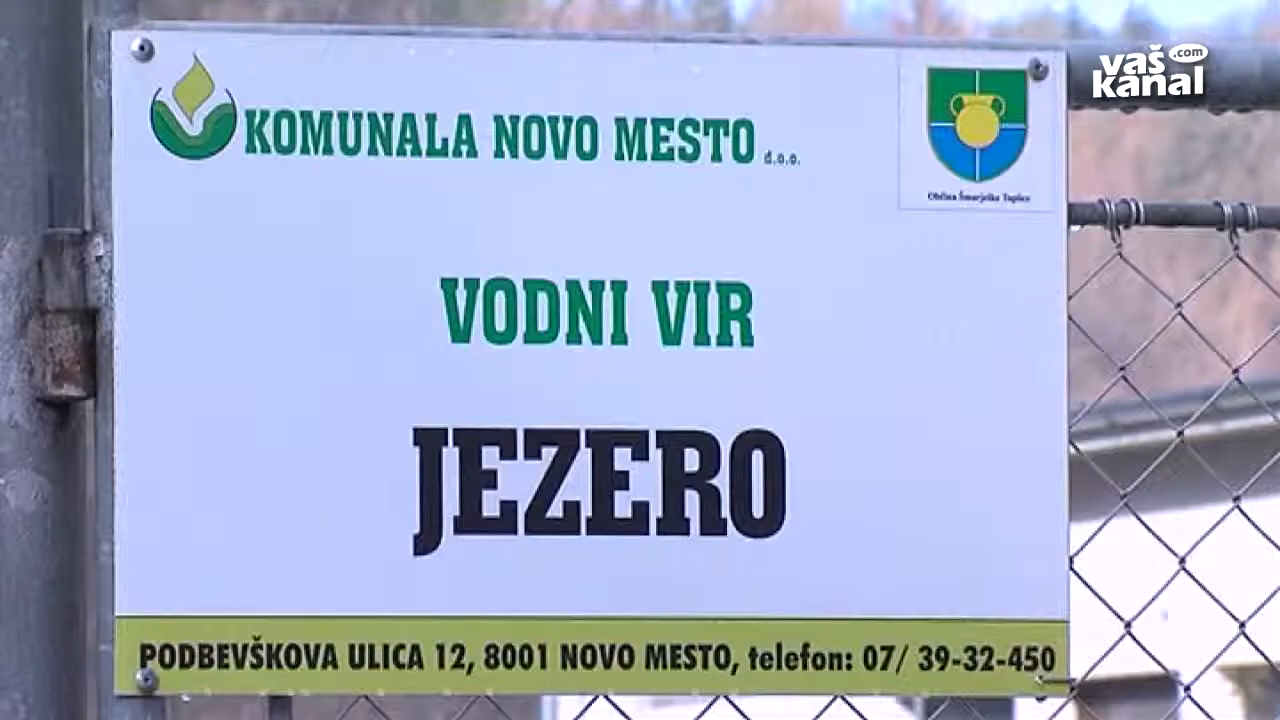 vaš
.com
kanal
KOMUNALA NOVO MESTO d.o.o.
Občina Šmarješke Toplice
VODNI VIR
JEZERO
PODBEVŠKOVA ULICA 12, 8001 NOVO MESTO, telefon: 07/ 39-32-450